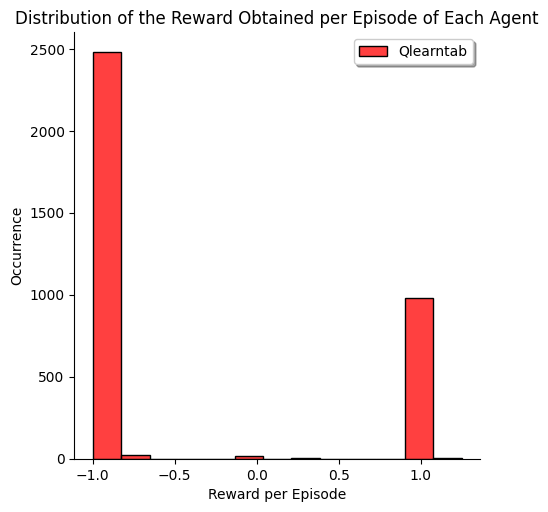 Distribution of the Reward Obtained per Episode of Each Agent
Qlearntab
2500
2000
1500
1000
500
0
Occurrence
−1.0 −0.5 0.0 0.5 1.0
Reward per Episode